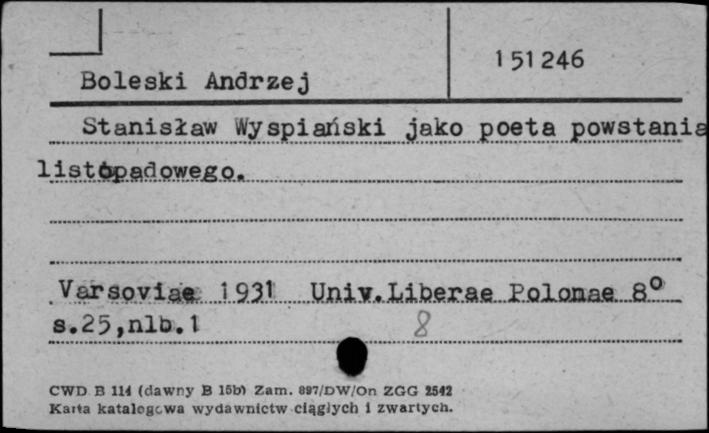 151246
Boleski Andrzej
Stanisław Wyspiański jako poeta powstania
listopadowego.
Varsoviae 1931 Univ.Liberae Polonae 8°
s.25,nlb.1
8
CWD B 114 (dawny B 15b) Zam. 897/DW/On ZGG 2542
Karta katalogowa wydawnictw ciągłych i zwartych.